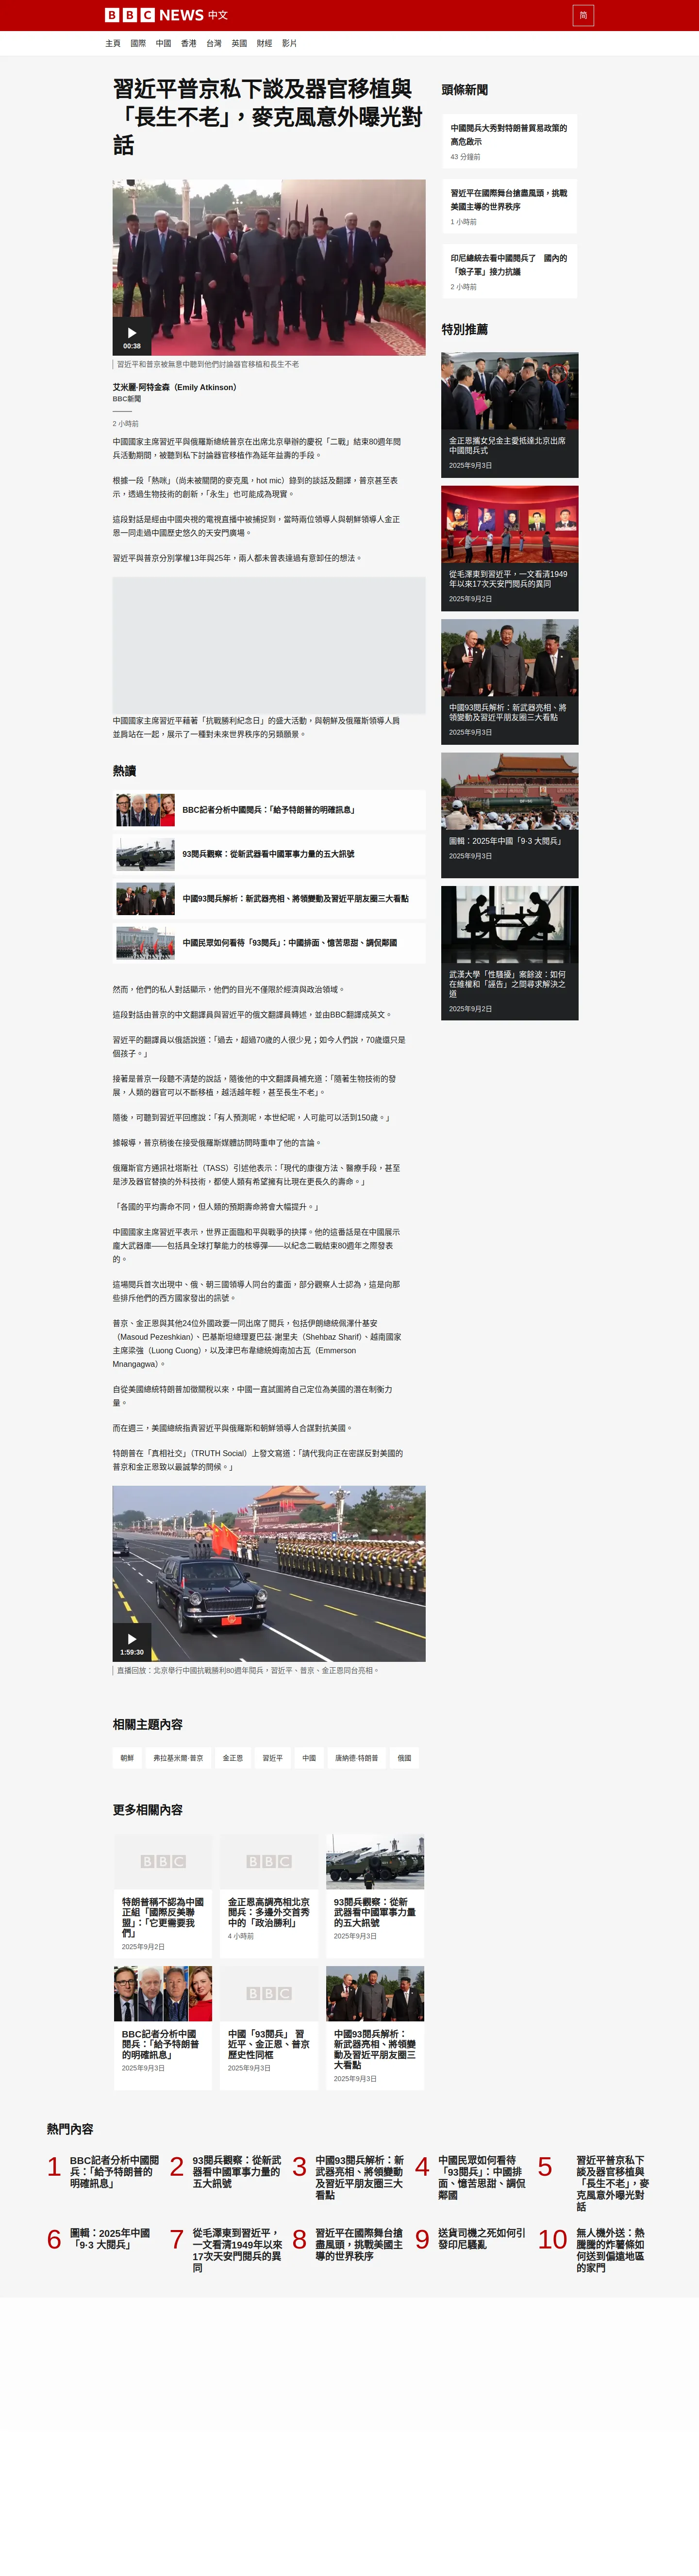 BBC NEWS 中文
简
主頁 國際 中國 香港 台灣 英國 財經 影片
習近平普京私下談及器官移植與
「長生不老」，麥克風意外曝光對
話
00:38
習近平和普京被無意中聽到他們討論器官移植和長生不老
艾米麗·阿特金森（Emily Atkinson）
BBC新聞
2 小時前
中國國家主席習近平與俄羅斯總統普京在出席北京舉辦的慶祝「二戰」結束80週年閱
兵活動期間，被聽到私下討論器官移植作為延年益壽的手段。
根據一段「熱咪」（尚未被關閉的麥克風，hot mic）錄到的談話及翻譯，普京甚至表
示，透過生物技術的創新，「永生」也可能成為現實。
這段對話是經由中國央視的電視直播中被捕捉到，當時兩位領導人與朝鮮領導人金正
恩一同走過中國歷史悠久的天安門廣場。
習近平與普京分別掌權13年與25年，兩人都未曾表達過有意卸任的想法。
中國國家主席習近平藉著「抗戰勝利紀念日」的盛大活動，與朝鮮及俄羅斯領導人肩
並肩站在一起，展示了一種對未來世界秩序的另類願景。
熱讀
BBC記者分析中國閱兵：「給予特朗普的明確訊息」
93閱兵觀察：從新武器看中國軍事力量的五大訊號
中國93閱兵解析：新武器亮相、將領變動及習近平朋友圈三大看點
中國民眾如何看待「93閱兵」：中國排面、憶苦思甜、調侃鄰國
然而，他們的私人對話顯示，他們的目光不僅限於經濟與政治領域。
這段對話由普京的中文翻譯員與習近平的俄文翻譯員轉述，並由BBC翻譯成英文。
習近平的翻譯員以俄語說道：「過去，超過70歲的人很少見；如今人們說，70歲還只是
個孩子。」
接著是普京一段聽不清楚的說話，隨後他的中文翻譯員補充道：「隨著生物技術的發
展，人類的器官可以不斷移植，越活越年輕，甚至長生不老」。
隨後，可聽到習近平回應說：「有人預測呢，本世紀呢，人可能可以活到150歲。」
據報導，普京稍後在接受俄羅斯媒體訪問時重申了他的言論。
俄羅斯官方通訊社塔斯社（TASS）引述他表示：「現代的康復方法、醫療手段，甚至
是涉及器官替換的外科技術，都使人類有希望擁有比現在更長久的壽命。」
「各國的平均壽命不同，但人類的預期壽命將會大幅提升。」
中國國家主席習近平表示，世界正面臨和平與戰爭的抉擇。他的這番話是在中國展示
龐大武器庫——包括具全球打擊能力的核導彈——以紀念二戰結束80週年之際發表
的。
這場閱兵首次出現中、俄、朝三國領導人同台的畫面，部分觀察人士認為，這是向那
些排斥他們的西方國家發出的訊號。
普京、金正恩與其他24位外國政要一同出席了閱兵，包括伊朗總統佩澤什基安
（Masoud Pezeshkian）、巴基斯坦總理夏巴茲·謝里夫（Shehbaz Sharif）、越南國家
主席梁強（Luong Cuong），以及津巴布韋總統姆南加古瓦（Emmerson
Mnangagwa）。
自從美國總統特朗普加徵關稅以來，中國一直試圖將自己定位為美國的潛在制衡力
量。
而在週三，美國總統指責習近平與俄羅斯和朝鮮領導人合謀對抗美國。
特朗普在「真相社交」（TRUTH Social）上發文寫道：「請代我向正在密謀反對美國的
普京和金正恩致以最誠摯的問候。」
1:59:30
直播回放：北京舉行中國抗戰勝利80週年閱兵，習近平、普京、金正恩同台亮相。
相關主題內容
朝鮮 弗拉基米爾·普京 金正恩 習近平 中國 唐納德·特朗普 俄國
更多相關內容
BBC
BBC
特朗普稱不認為中國
正組「國際反美聯
盟」：「它更需要我
們」
2025年9月2日
金正恩高調亮相北京
閱兵：多邊外交首秀
中的「政治勝利」
4 小時前
93閱兵觀察：從新
武器看中國軍事力量
的五大訊號
2025年9月3日
BBC
BBC記者分析中國
閱兵：「給予特朗普
的明確訊息」
2025年9月3日
中國「93閱兵」 習
近平、金正恩、普京
歷史性同框
2025年9月3日
中國93閱兵解析：
新武器亮相、將領變
動及習近平朋友圈三
大看點
2025年9月3日
頭條新聞
中國閱兵大秀對特朗普貿易政策的
高危啟示
43 分鐘前
習近平在國際舞台搶盡風頭，挑戰
美國主導的世界秩序
1 小時前
印尼總統去看中國閱兵了　國內的
「娘子軍」接力抗議
2 小時前
特別推薦
金正恩攜女兒金主愛抵達北京出席
中國閱兵式
2025年9月3日
從毛澤東到習近平，一文看清1949
年以來17次天安門閱兵的異同
2025年9月2日
中國93閱兵解析：新武器亮相、將
領變動及習近平朋友圈三大看點
2025年9月3日
圖輯：2025年中國「9·3 大閱兵」
2025年9月3日
武漢大學「性騷擾」案餘波：如何
在維權和「誣告」之間尋求解決之
道
2025年9月2日
熱門內容
1
BBC記者分析中國閱
兵：「給予特朗普的
明確訊息」
2
93閱兵觀察：從新武
器看中國軍事力量的
五大訊號
3
中國93閱兵解析：新
武器亮相、將領變動
及習近平朋友圈三大
看點
4
中國民眾如何看待
「93閱兵」：中國排
面、憶苦思甜、調侃
鄰國
5
習近平普京私下
談及器官移植與
「長生不老」，麥
克風意外曝光對
話
6
圖輯：2025年中國
「9·3 大閱兵」
7
從毛澤東到習近平，
一文看清1949年以來
17次天安門閱兵的異
同
8
習近平在國際舞台搶
盡風頭，挑戰美國主
導的世界秩序
9
送貨司機之死如何引
發印尼騷亂
10
無人機外送：熱
騰騰的炸薯條如
何送到偏遠地區
的家門